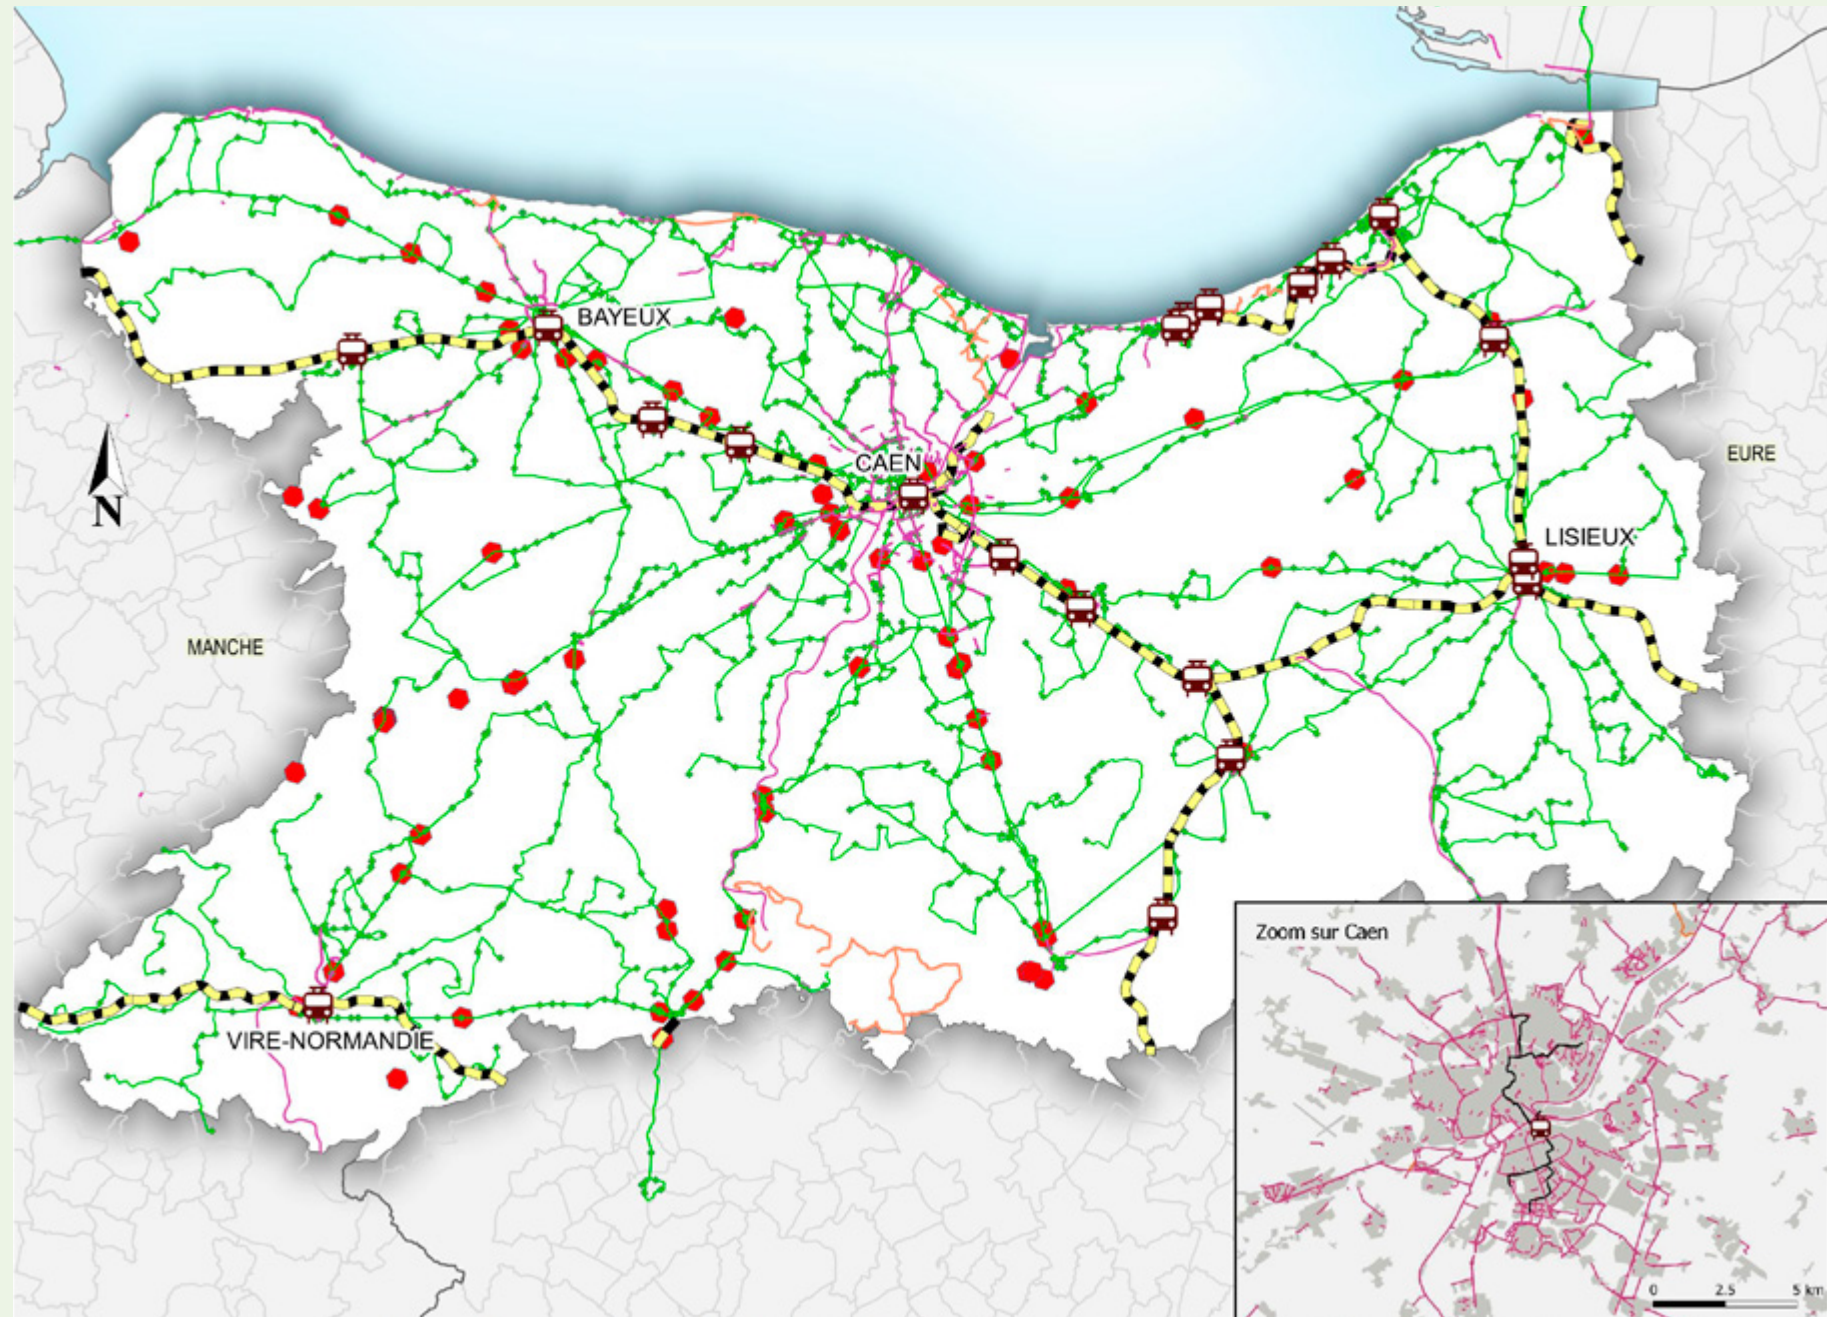 BAYEUX
CAEN
EURE
LISIEUX
N
MANCHE
VIRE-NORMANDIE
Zoom sur Caen
0 2.5 5 km